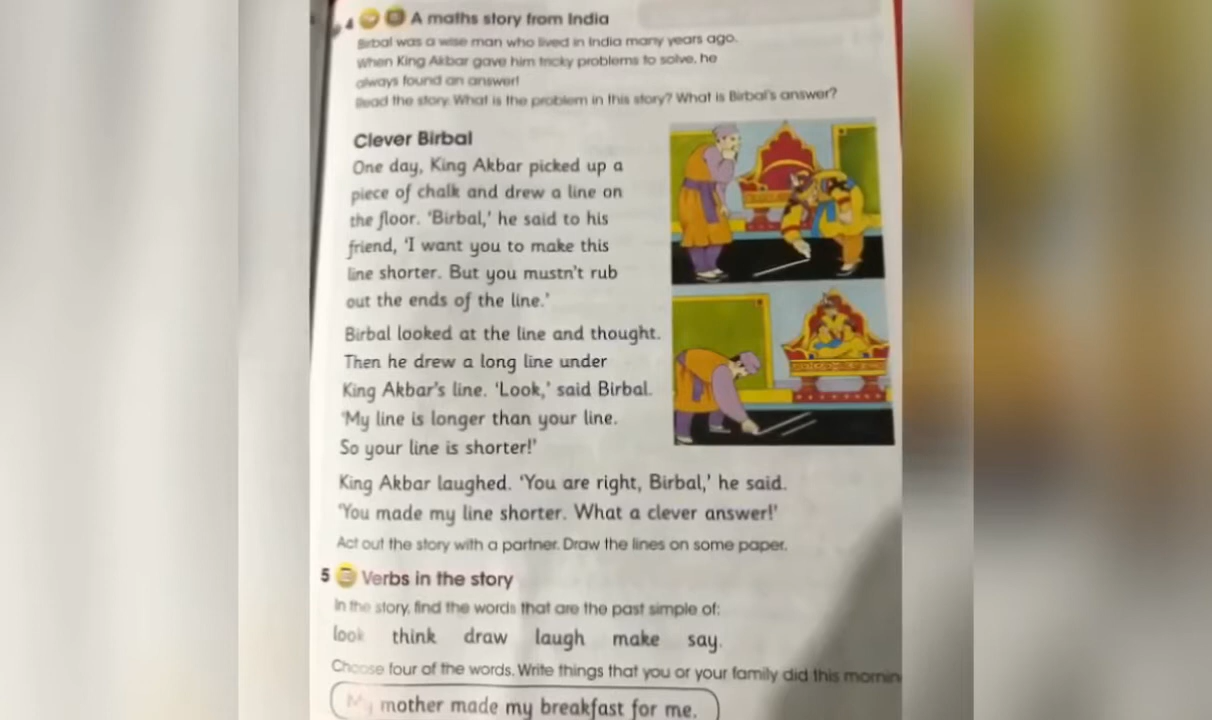 4 A maths story from India
Birbal was a wise man who lived in India many years ago.
When King Akbar gave him tricky problems to solve, he
always found an answer!
Read the story. What is the problem in this story? What is Birbal's answer?
Clever Birbal
One day, King Akbar picked up a
piece of chalk and drew a line on
the floor. 'Birbal,' he said to his
friend, 'I want you to make this
line shorter. But you mustn't rub
out the ends of the line.'
Birbal looked at the line and thought.
Then he drew a long line under
King Akbar's line. 'Look,' said Birbal.
'My line is longer than your line.
So your line is shorter!'
King Akbar laughed. 'You are right, Birbal,' he said.
'You made my line shorter. What a clever answer!'
Act out the story with a partner. Draw the lines on some paper.
5 Verbs in the story
In the story, find the words that are the past simple of:
look think draw laugh make say.
Choose four of the words. Write things that you or your family did this mornin
My mother made my breakfast for me.